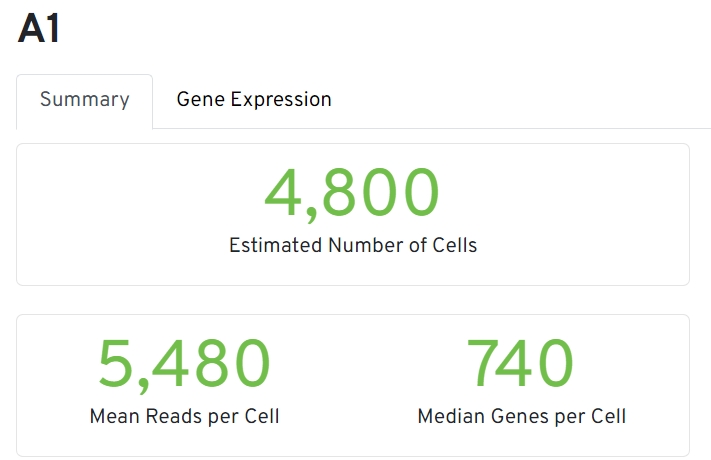 A1
Summary Gene Expression
4,800
Estimated Number of Cells
5,480 740
Mean Reads per Cell Median Genes per Cell